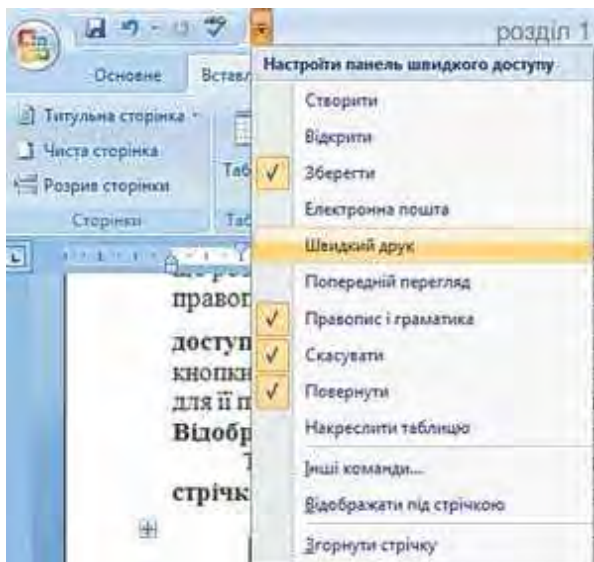 розділ 1
Основне
Настроїти панель швидкого доступу
Титульна сторінка
Чиста сторінка
Розрив сторінки
Сторінки
Створити
Відкрити
Зберегти
Електронна пошта
Швидкий друк
Попередній перегляд
Правопис і граматика
Скасувати
Повернути
Накреслити таблицю
Інші команди...
Відображати під стрічкою
Згорнути стрічку
правоп
доступ
кнопки
для її п
Відобр
стрічк